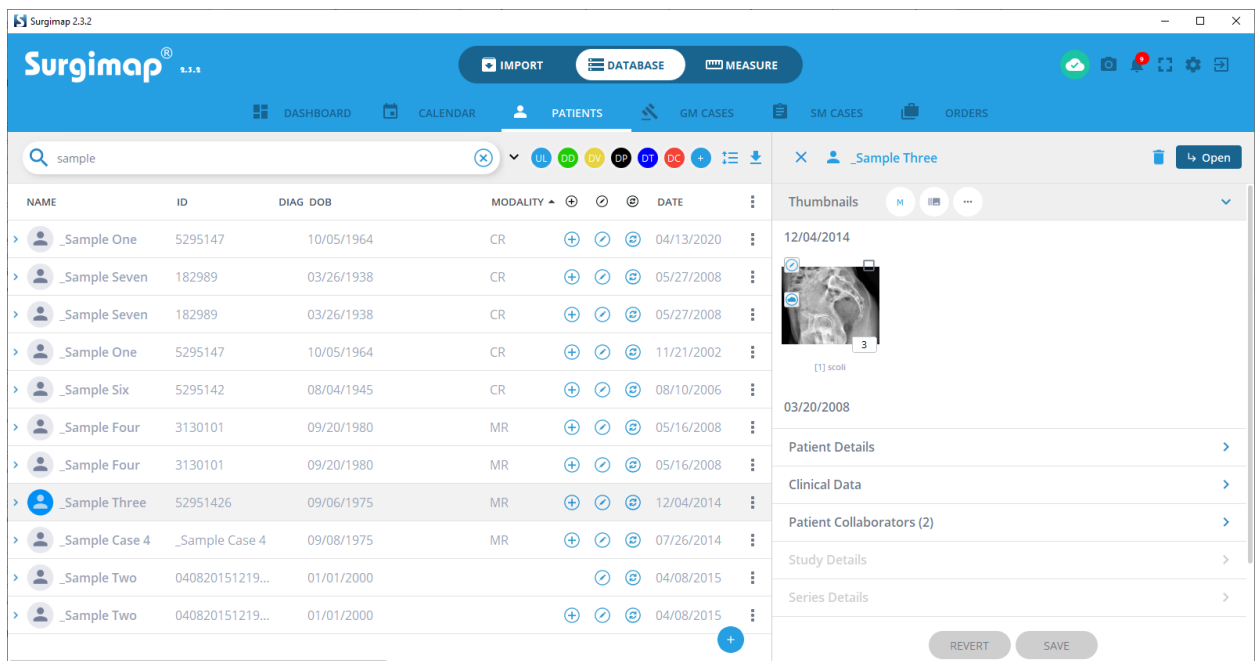 Surgimap 2.3.2
Surgimap® 2.3.2
IMPORT DATABASE MEASURE
9
DASHBOARD CALENDAR PATIENTS GM CASES SM CASES ORDERS
sample
UL DD DV DP DT DC +
_Sample Three
Open
NAME ID DIAG DOB MODALITY DATE
_Sample One 5295147 10/05/1964 CR 04/13/2020
_Sample Seven 182989 03/26/1938 CR 05/27/2008
_Sample Seven 182989 03/26/1938 CR 05/27/2008
_Sample One 5295147 10/05/1964 CR 11/21/2002
_Sample Six 5295142 08/04/1945 CR 08/10/2006
_Sample Four 3130101 09/20/1980 MR 05/16/2008
_Sample Four 3130101 09/20/1980 MR 05/16/2008
_Sample Three 52951426 09/06/1975 MR 12/04/2014
_Sample Case 4 _Sample Case 4 09/08/1975 MR 07/26/2014
_Sample Two 040820151219... 01/01/2000 04/08/2015
_Sample Two 040820151219... 01/01/2000 04/08/2015
+
Thumbnails M ...
12/04/2014
3
[1] scoli
03/20/2008
Patient Details
Clinical Data
Patient Collaborators (2)
Study Details
Series Details
REVERT SAVE